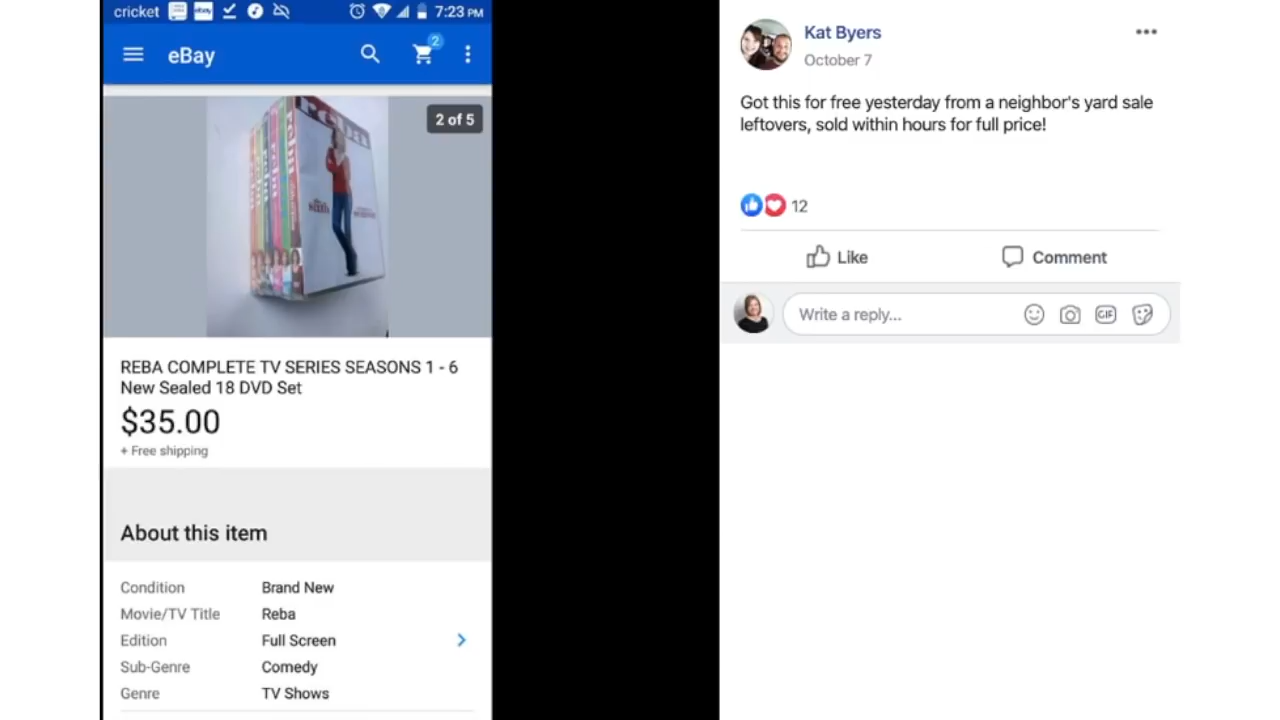 cricket
7:23 PM
eBay
2
2 of 5
REBA COMPLETE TV SERIES SEASONS 1 - 6
New Sealed 18 DVD Set
$35.00
+ Free shipping
About this item
Condition Brand New
Movie/TV Title Reba
Edition Full Screen
Sub-Genre Comedy
Genre TV Shows
Kat Byers
October 7
Got this for free yesterday from a neighbor's yard sale
leftovers, sold within hours for full price!
12
Like Comment
Write a reply...
GIF